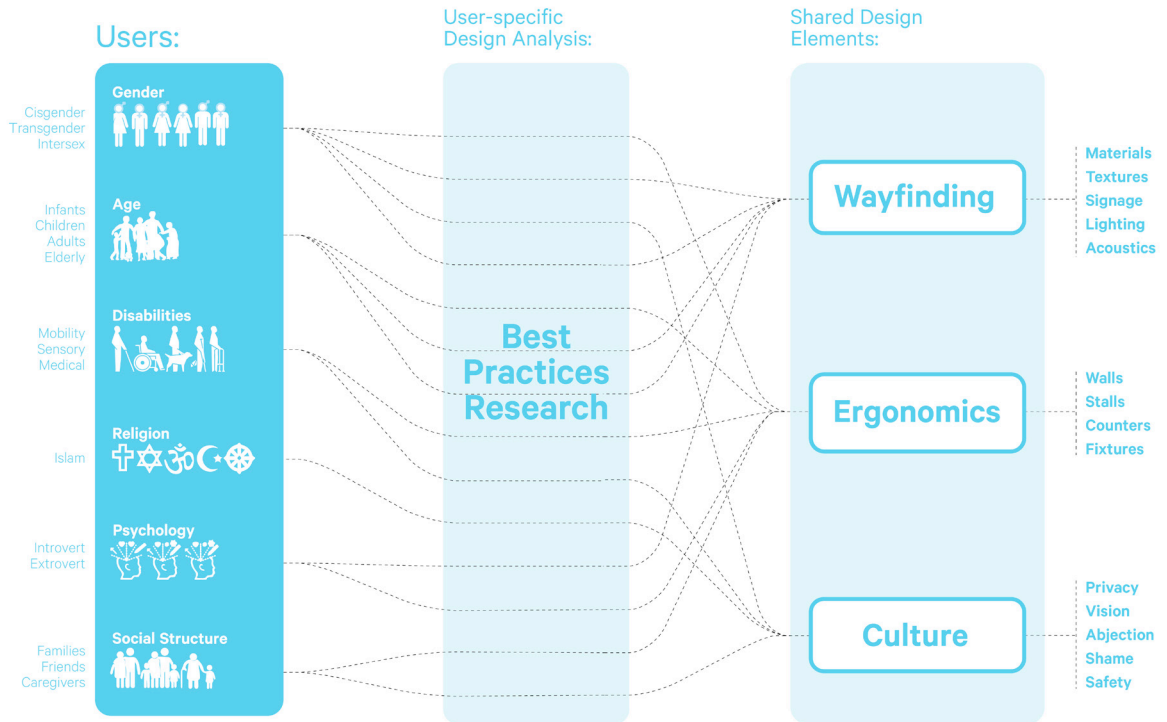 Users:
User-specific
Design Analysis:
Shared Design
Elements:
Gender
Cisgender
Transgender
Intersex
Age
Infants
Children
Adults
Elderly
Disabilities
Mobility
Sensory
Medical
Religion
Islam
Psychology
Introvert
Extrovert
Social Structure
Families
Friends
Caregivers
Best
Practices
Research
Wayfinding
Materials
Textures
Signage
Lighting
Acoustics
Ergonomics
Walls
Stalls
Counters
Fixtures
Culture
Privacy
Vision
Abjection
Shame
Safety